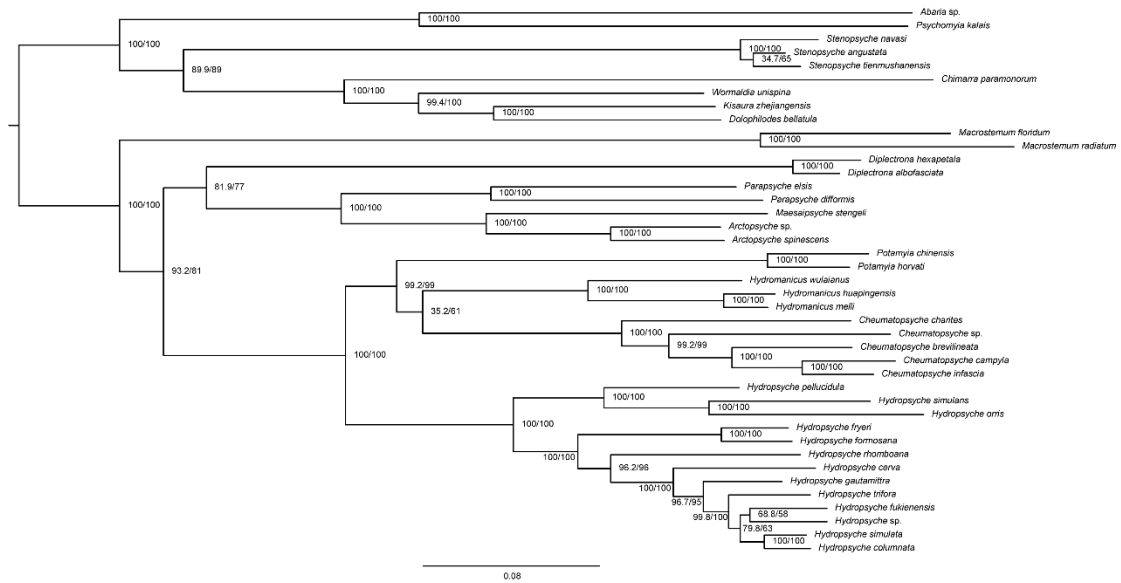 Abaria sp.
100/100
Psychomyia kalais
100/100
Stenopsyche navasi
100/100
Stenopsyche angustata
34.7/65
Stenopsyche tienmushanensis
89.9/89
Chimarra paramonorum
100/100
Wormaldia unispina
99.4/100
Kisaura zhejiangensis
100/100
Dolophilodes bellatula
Macrostemum floridum
100/100
Macrostemum radiatum
Diplectrona hexapetala
100/100
Diplectrona albofasciata
81.9/77
Parapsyche elsis
100/100
Parapsyche difformis
100/100
100/100
Maesaipsyche stengeli
100/100
Arctopsyche sp.
100/100
Arctopsyche spinescens
Potamyia chinensis
100/100
Potamyia horvati
93.2/81
99.2/99
Hydromanicus wulaianus
100/100
Hydromanicus huapingensis
100/100
Hydromanicus melli
35.2/61
Cheumatopsyche charites
100/100
Cheumatopsyche sp.
99.2/99
Cheumatopsyche brevilineata
100/100
Cheumatopsyche campyla
100/100
Cheumatopsyche infascia
100/100
Hydropsyche pellucidula
100/100
Hydropsyche simulans
100/100
Hydropsyche orris
100/100
Hydropsyche fryeri
100/100
Hydropsyche formosana
100/100
Hydropsyche rhomboana
96.2/96
Hydropsyche cerva
100/100
Hydropsyche gautamittra
96.7/95
Hydropsyche trifora
99.8/100
Hydropsyche fukienensis
68.8/58
Hydropsyche sp.
79.8/63
Hydropsyche simulata
100/100
Hydropsyche columnata
0.08